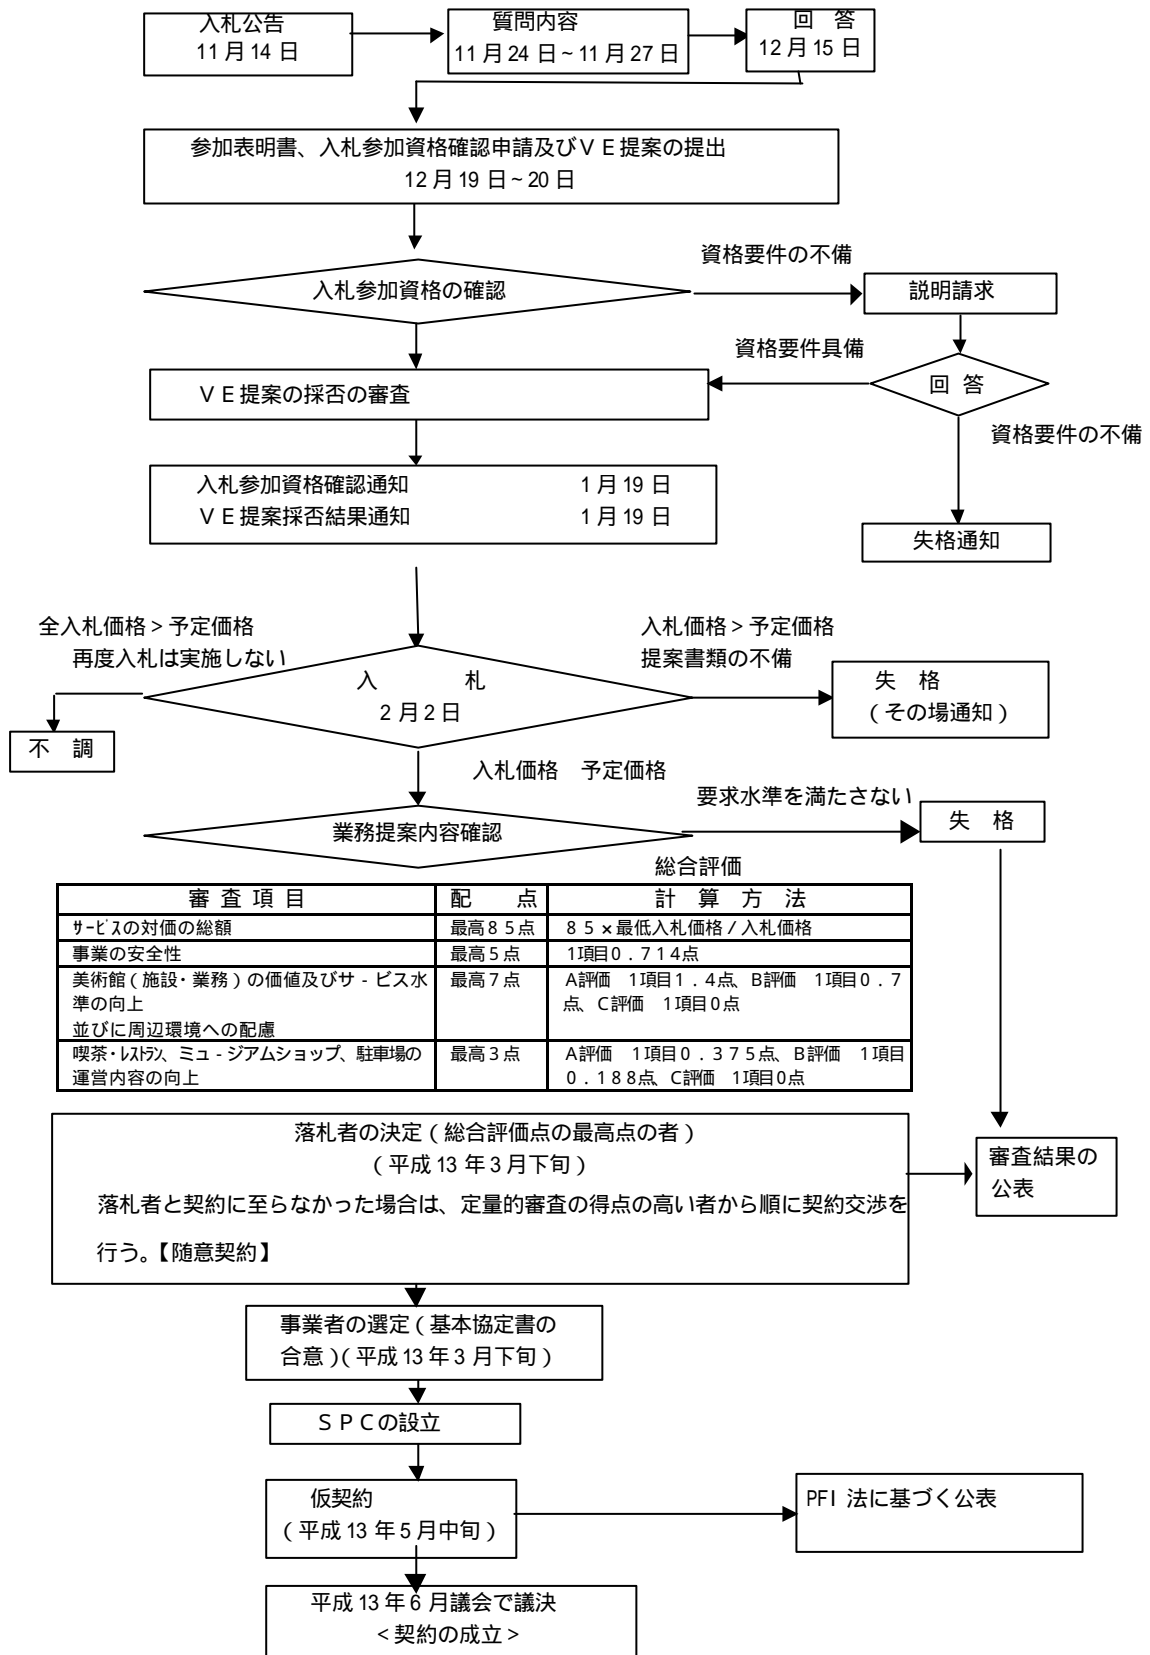 入札公告
11月14日
質問内容
11月24日~11月27日
回　答
12月15日
参加表明書、入札参加資格確認申請及びＶＥ提案の提出
12月19日~20日
資格要件の不備
入札参加資格の確認
説明請求
資格要件具備
ＶＥ提案の採否の審査
回　答
資格要件の不備
入札参加資格確認通知　1月19日
ＶＥ提案採否結果通知　1月19日
失格通知
全入札価格>予定価格
再度入札は実施しない
入札価格>予定価格
提案書類の不備
入　　　　札
2月2日
失　格
（その場通知）
不　調
入札価格　予定価格
要求水準を満たさない
業務提案内容確認
失　格
総合評価
審査項目　配　点　計　算　方　法
ｻｰﾋﾞｽの対価の総額　最高８５点　８５×最低入札価格/入札価格
事業の安全性　最高５点　1項目０．７１４点
美術館（施設・業務）の価値及びサ-ビス水　最高７点　A評価　1項目１．４点、B評価　1項目０．７
準の向上　点、C評価　1項目０点
並びに周辺環境への配慮
喫茶・ﾚｽﾄﾗﾝ、ミュ-ジアムショップ、駐車場の　最高３点　A評価　1項目０．３７５点、B評価　1項目
運営内容の向上　０．１８８点、C評価　1項目０点
落札者の決定（総合評価点の最高点の者）
（平成13年3月下旬）
落札者と契約に至らなかった場合は、定量的審査の得点の高い者から順に契約交渉を
行う。【随意契約】
審査結果の
公表
事業者の選定（基本協定書の
合意）（平成13年3月下旬）
ＳＰＣの設立
仮契約
（平成13年5月中旬）
PFI法に基づく公表
平成13年6月議会で議決
<契約の成立>